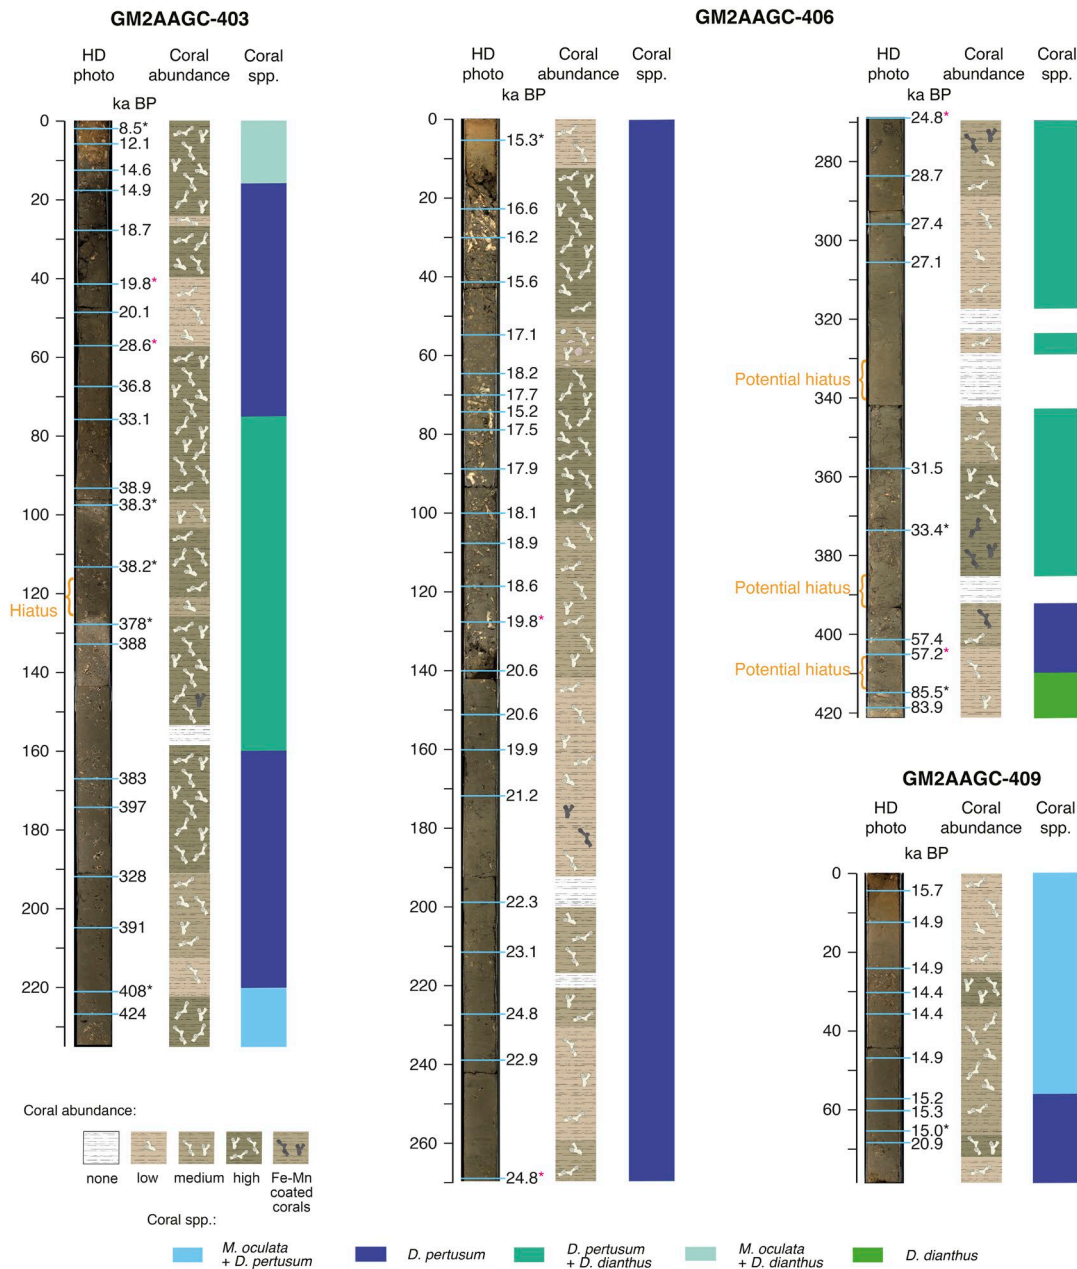 GM2AAGC-403
HD photo
Coral abundance
Coral spp.
ka BP
0
20
40
60
80
100
120
140
160
180
200
220
8.5*
12.1
14.6
14.9
18.7
19.8*
20.1
28.6*
36.8
33.1
38.9
38.3*
38.2*
Hiatus
378*
388
383
397
328
391
408*
424
GM2AAGC-406
HD photo
Coral abundance
Coral spp.
ka BP
0
20
40
60
80
100
120
140
160
180
200
220
240
260
15.3*
16.6
16.2
15.6
17.1
18.2
17.7
15.2
17.5
17.9
18.1
18.9
18.6
19.8*
20.6
20.6
19.9
21.2
22.3
23.1
24.8
22.9
24.8*
HD photo
Coral abundance
Coral spp.
ka BP
280
300
320
340
360
380
400
420
24.8*
28.7
27.4
27.1
Potential hiatus
31.5
33.4*
Potential hiatus
57.4
57.2*
Potential hiatus
85.5*
83.9
GM2AAGC-409
HD photo
Coral abundance
Coral spp.
ka BP
0
20
40
60
15.7
14.9
14.9
14.4
14.4
14.9
15.2
15.3
15.0*
20.9
Coral abundance:
none
low
medium
high
Fe-Mn coated corals
Coral spp.:
M. oculata + D. pertusum
D. pertusum
D. pertusum + D. dianthus
M. oculata + D. dianthus
D. dianthus